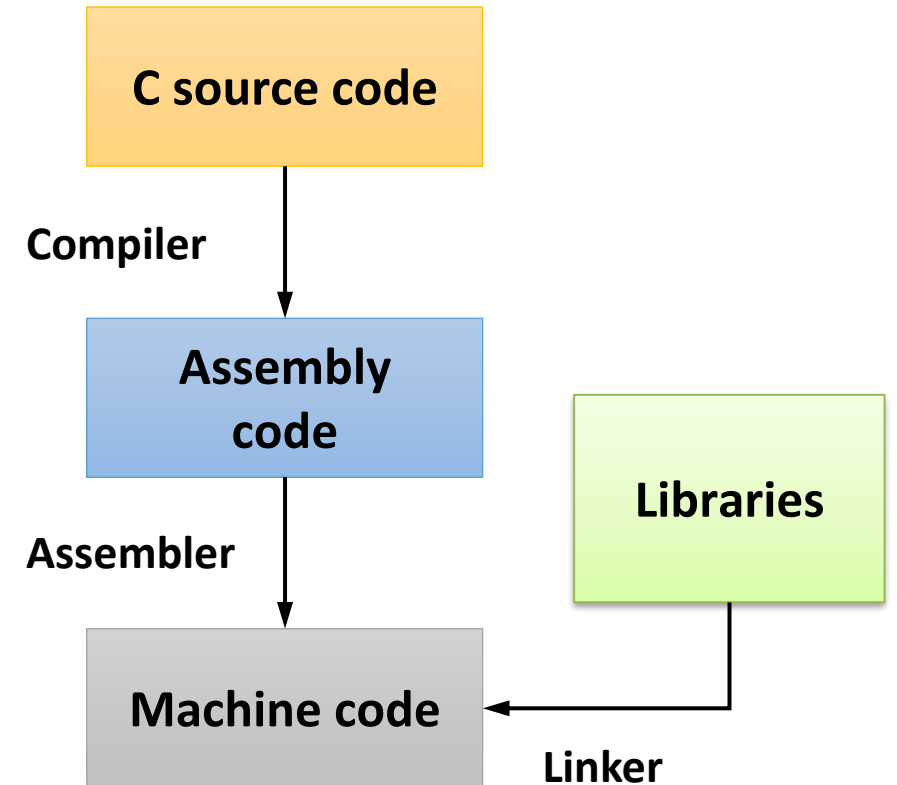 C source code
Compiler
Assembly
code
Libraries
Assembler
Machine code
Linker